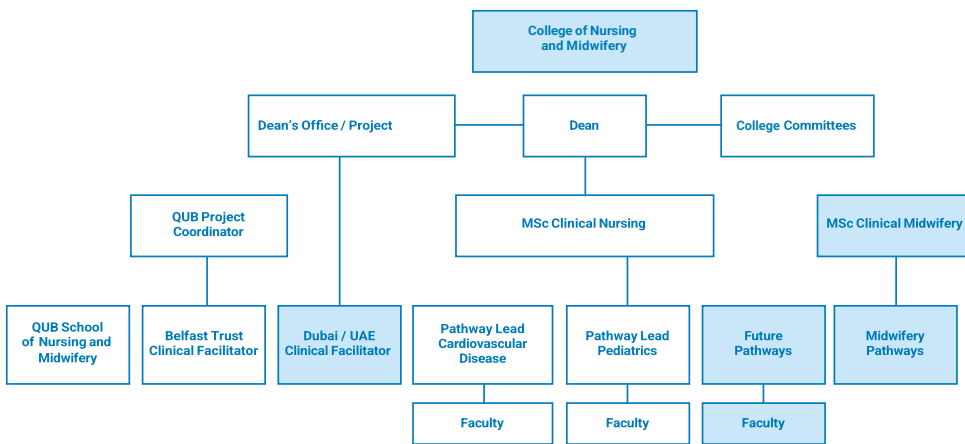 College of Nursing
and Midwifery
Dean's Office / Project
Dean
College Committees
QUB Project
Coordinator
MSc Clinical Nursing
MSc Clinical Midwifery
QUB School
of Nursing and
Midwifery
Belfast Trust
Clinical Facilitator
Dubai / UAE
Clinical Facilitator
Pathway Lead
Cardiovascular
Disease
Pathway Lead
Pediatrics
Future
Pathways
Midwifery
Pathways
Faculty
Faculty
Faculty